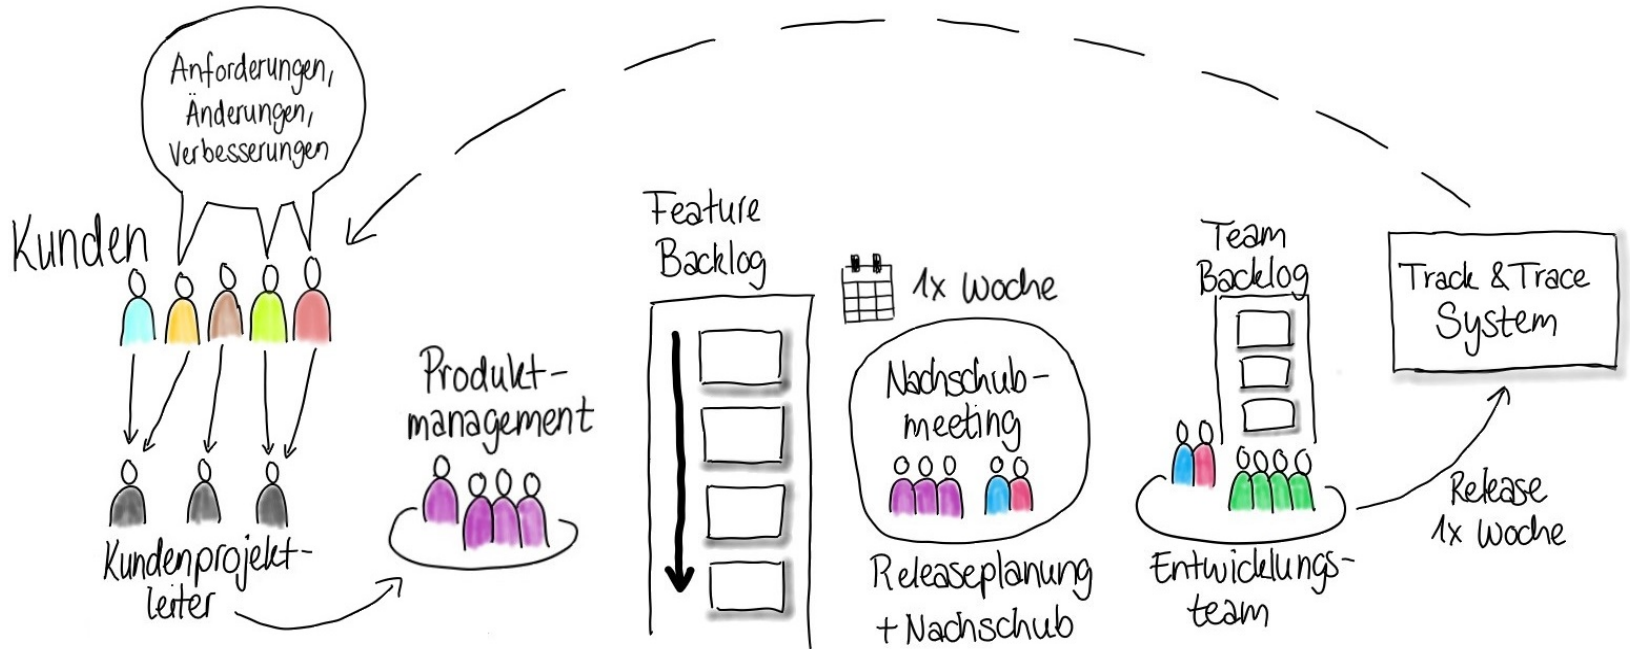 Anforderungen,
Änderungen,
Verbesserungen
Kunden
Kundenprojekt-
leiter
Produkt-
management
Feature
Backlog
1x Woche
Nachschub-
meeting
Releaseplanung
+ Nachschub
Team
Backlog
Entwicklungs-
team
Release
1x Woche
Track & Trace
System